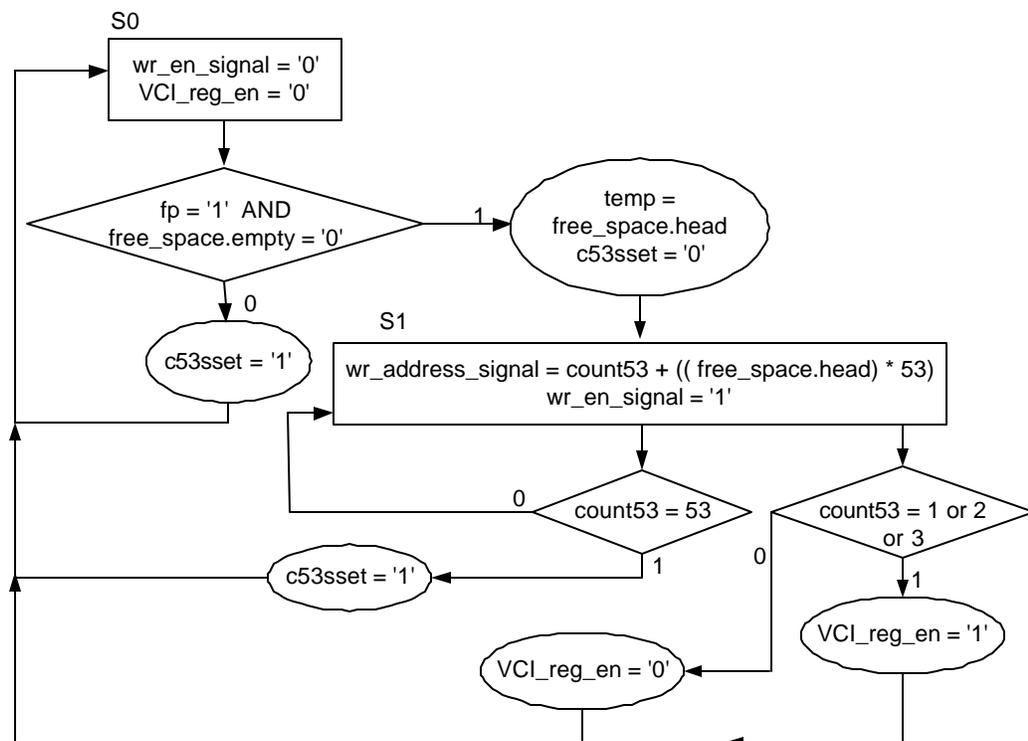 S0
wr_en_signal = '0'
VCI_reg_en = '0'
fp = '1' AND
free_space.empty = '0'
1
temp =
free_space.head
c53sset = '0'
0
c53sset = '1'
S1
wr_address_signal = count53 + (( free_space.head) * 53)
wr_en_signal = '1'
0
count53 = 53
1
count53 = 1 or 2
or 3
0
1
c53sset = '1'
VCI_reg_en = '1'
VCI_reg_en = '0'